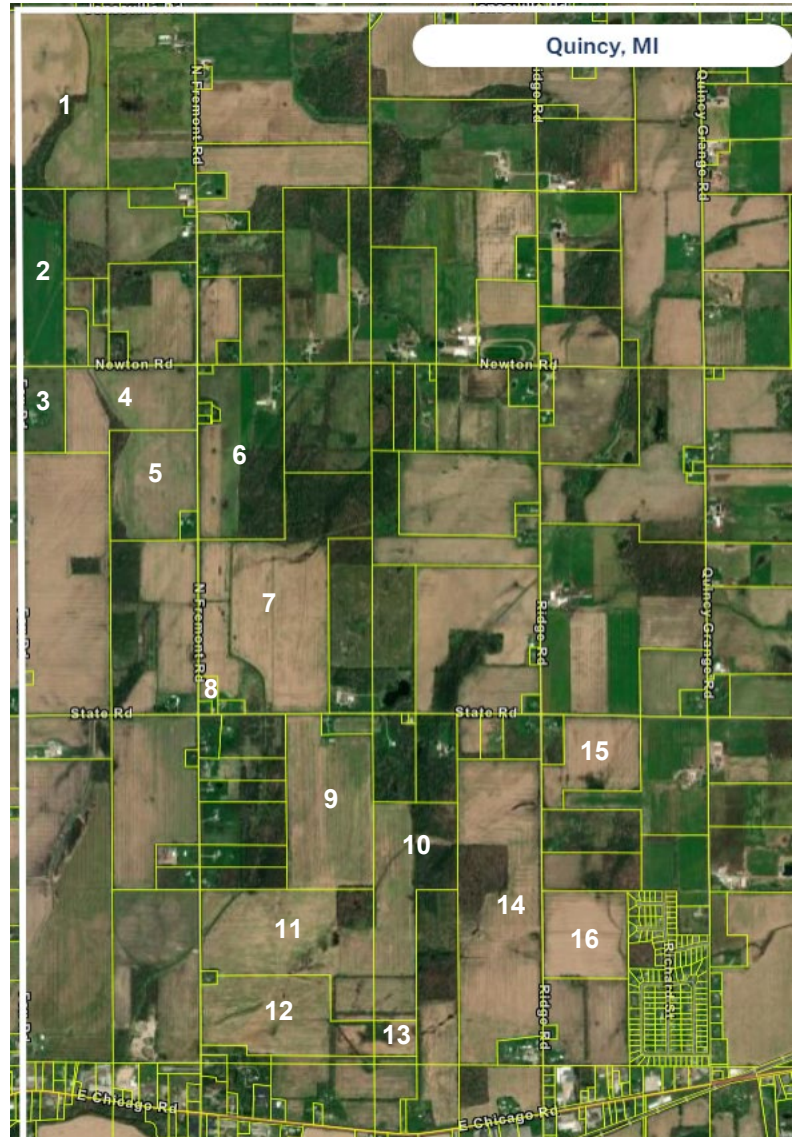 Quincy, MI
N Fremont Rd
Ridge Rd
Quincy Grange Rd
1
2
Newton Rd
Newton Rd
3
4
5
6
N Fremont Rd
7
8
Ridge Rd
Quincy Grange Rd
State Rd
State Rd
9
10
11
12
13
14
15
16
Ridge Rd
E Chicago Rd
E Chicago Rd